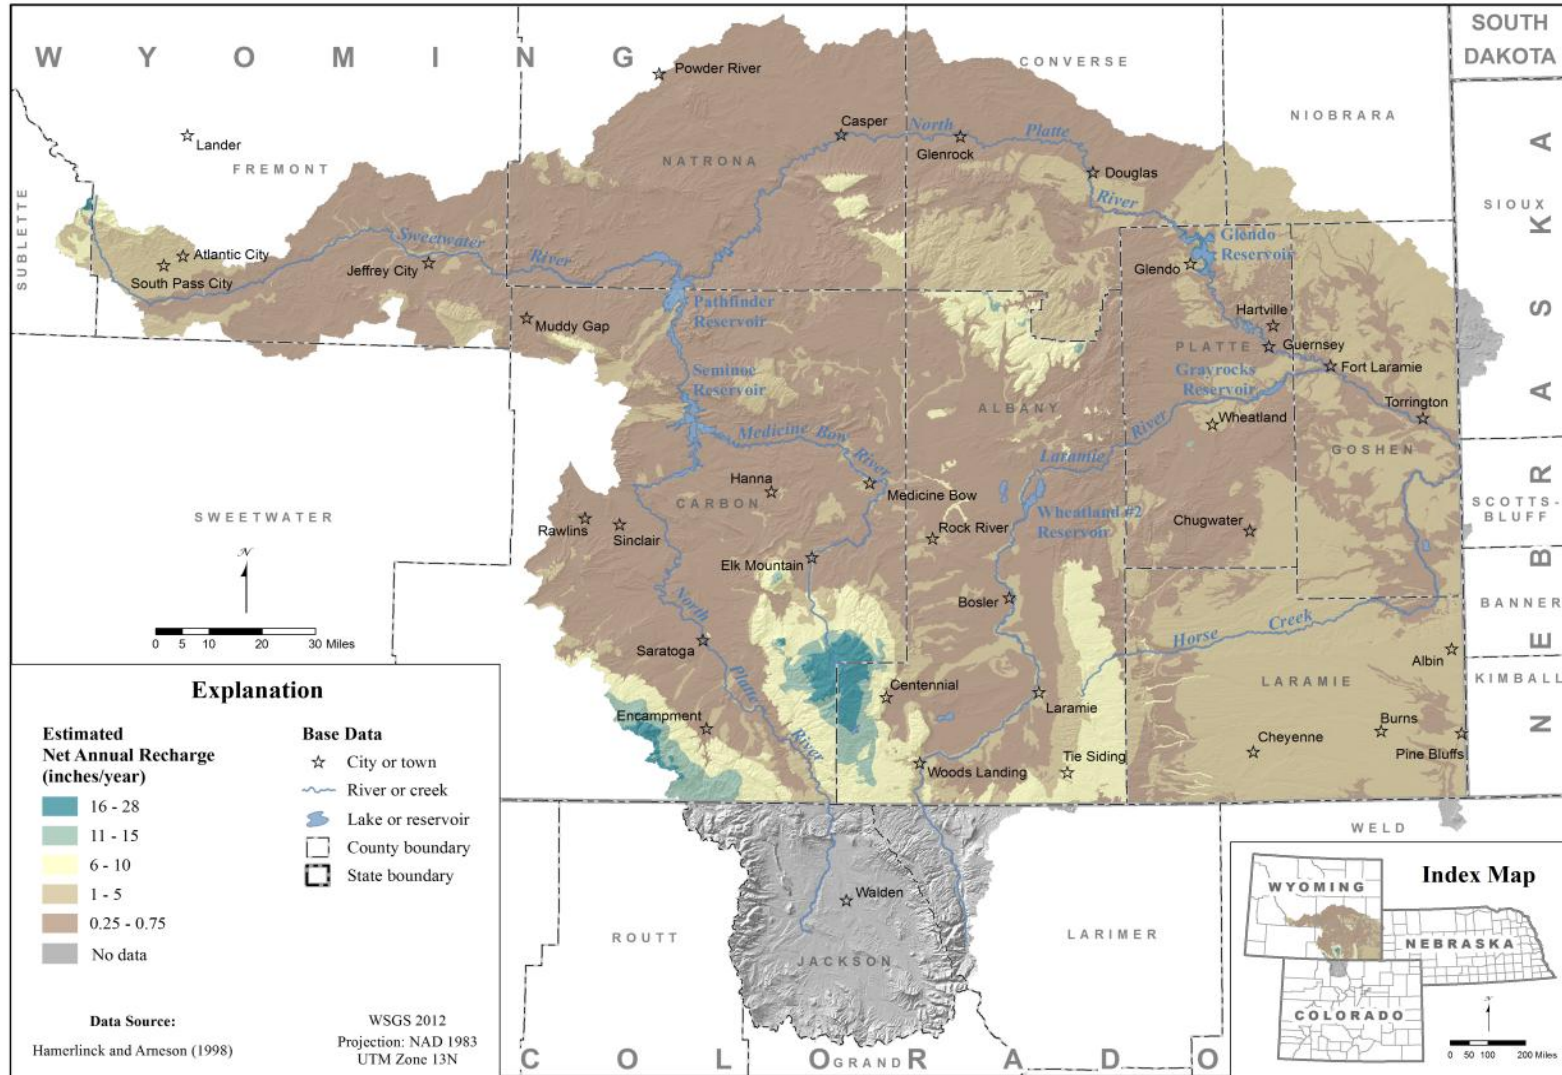 WYOMING
SOUTH
DAKOTA
Powder River
CONVERSE
NIOBRARA
Lander
FREMONT
SUBLETTE
Casper
North
Platte
River
Glenrock
NATRONA
Douglas
SIOUX
Glendo
Reservoir
Atlantic City
South Pass City
Sweetwater
River
Jeffrey City
Glendo
Pathfinder
Reservoir
Muddy Gap
Hartville
PLATTE
Guernsey
Grayrocks
Reservoir
Fort Laramie
Seminoe
Reservoir
ALBANY
Torrington
Wheatland
Medicine Bow
River
Laramie
River
GOSHEN
Hanna
CARBON
Medicine Bow
SWEETWATER
Rawlins
Sinclair
Rock River
Wheatland #2
Reservoir
Chugwater
SCOTTS-
BLUFF
Elk Mountain
Bosler
BANNER
N
0 5 10 20 30 Miles
North
Platte
River
Saratoga
Horse
Creek
Albin
KIMBALL
NEBRASKA
Centennial
Laramie
LARAMIE
Encampment
Burns
Cheyenne
Pine Bluffs
Woods Landing
Tie Siding
WELD
Walden
JACKSON
ROUTT
LARIMER
GRAND
COLORADO
Explanation
Estimated
Net Annual Recharge
(inches/year)
16 - 28
11 - 15
6 - 10
1 - 5
0.25 - 0.75
No data
Base Data
City or town
River or creek
Lake or reservoir
County boundary
State boundary
Data Source:
Hamerlinck and Arneson (1998)
WSGS 2012
Projection: NAD 1983
UTM Zone 13N
Index Map
WYOMING
NEBRASKA
COLORADO
N
0 50 100 200 Miles